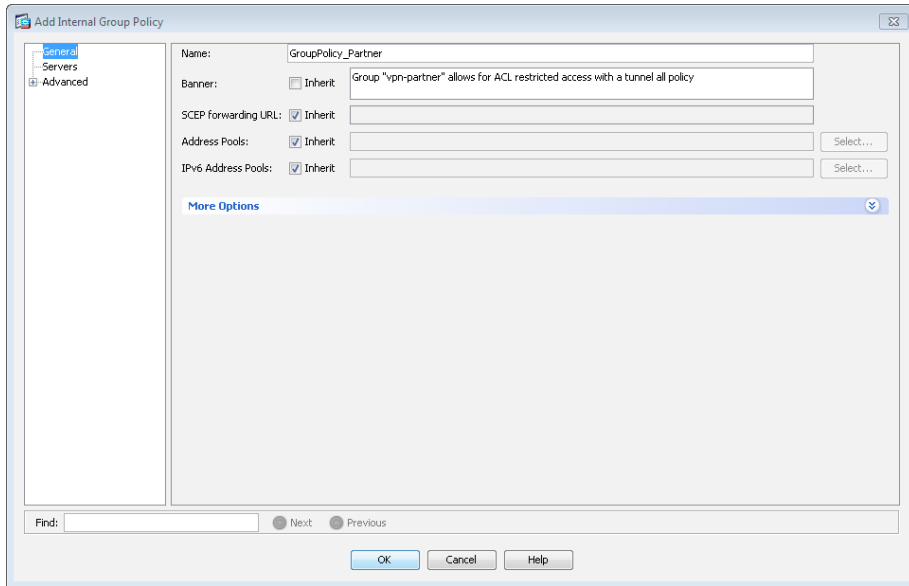 Add Internal Group Policy
General
Servers
Advanced
Name: GroupPolicy_Partner
Banner: Inherit Group "vpn-partner" allows for ACL restricted access with a tunnel all policy
SCEP forwarding URL: Inherit
Address Pools: Inherit Select...
IPv6 Address Pools: Inherit Select...
More Options
Find: Next Previous
OK Cancel Help